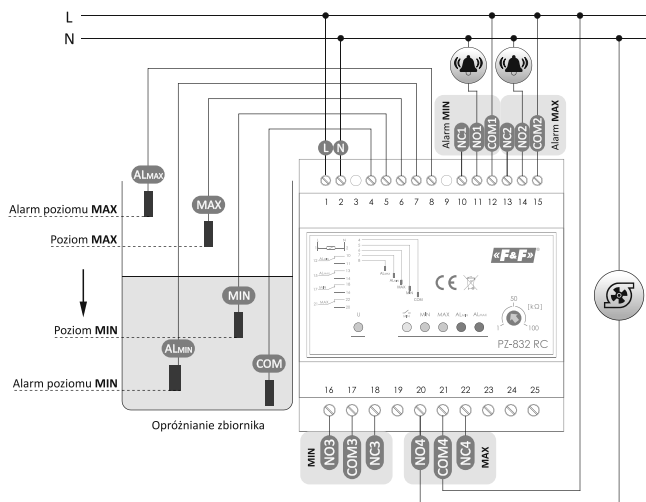 L
N
Alarm MIN
NC1
NO1
COM1
NC2
NO2
COM2
Alarm MAX
L
N
1 2 3 4 5 6 7 8 9 10 11 12 13 14 15
ALMAX
MAX
Alarm poziomu MAX
Poziom MAX
MIN
Poziom MIN
ALMIN
COM
Alarm poziomu MIN
Opróżnianie zbiornika
«F&F»®
CE
U
MIN MAX ALMIN ALMAX
50
[kΩ]
1 100
PZ-832 RC
16 17 18 19 20 21 22 23 24 25
MIN
NO3
COM3
NC3
NO4
COM4
NC4
MAX